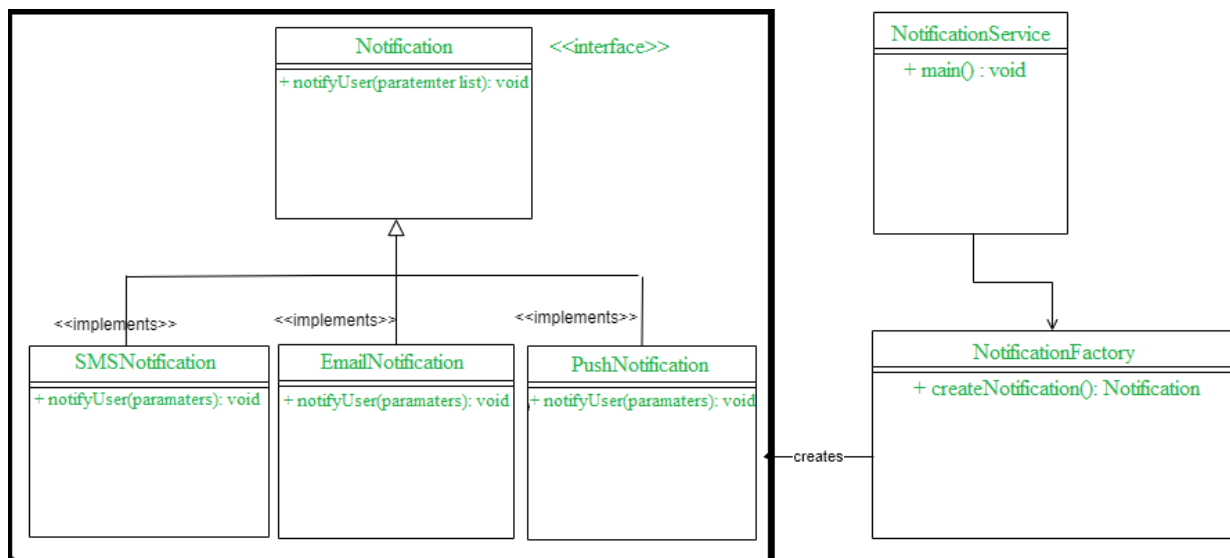 Notification
<<interface>>
+ notifyUser(paratemter list): void
<<implements>>
<<implements>>
<<implements>>
SMSNotification
+ notifyUser(paramaters): void
EmailNotification
+ notifyUser(paramaters): void
PushNotification
+ notifyUser(paramaters): void
NotificationService
+ main() : void
NotificationFactory
+ createNotification(): Notification
creates